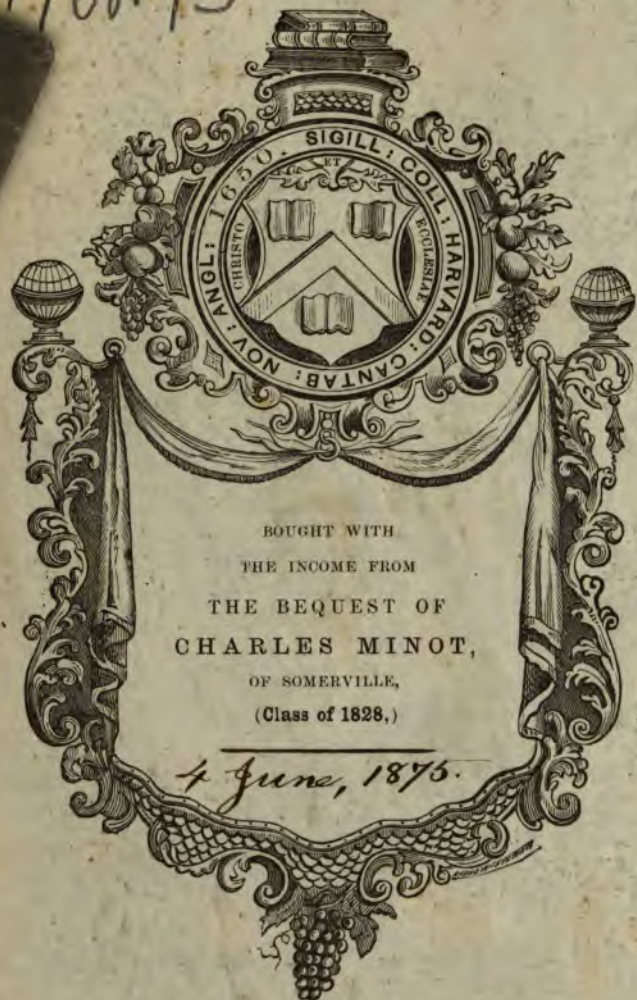 SIGILL: COLL: HARVARD: CANTAB: NOV: ANGL: 1650.
ET
CHRISTO
ECCLESIAE
BOUGHT WITH
THE INCOME FROM
THE BEQUEST OF
CHARLES MINOT,
OF SOMERVILLE,
(Class of 1828.)
4 June, 1875.